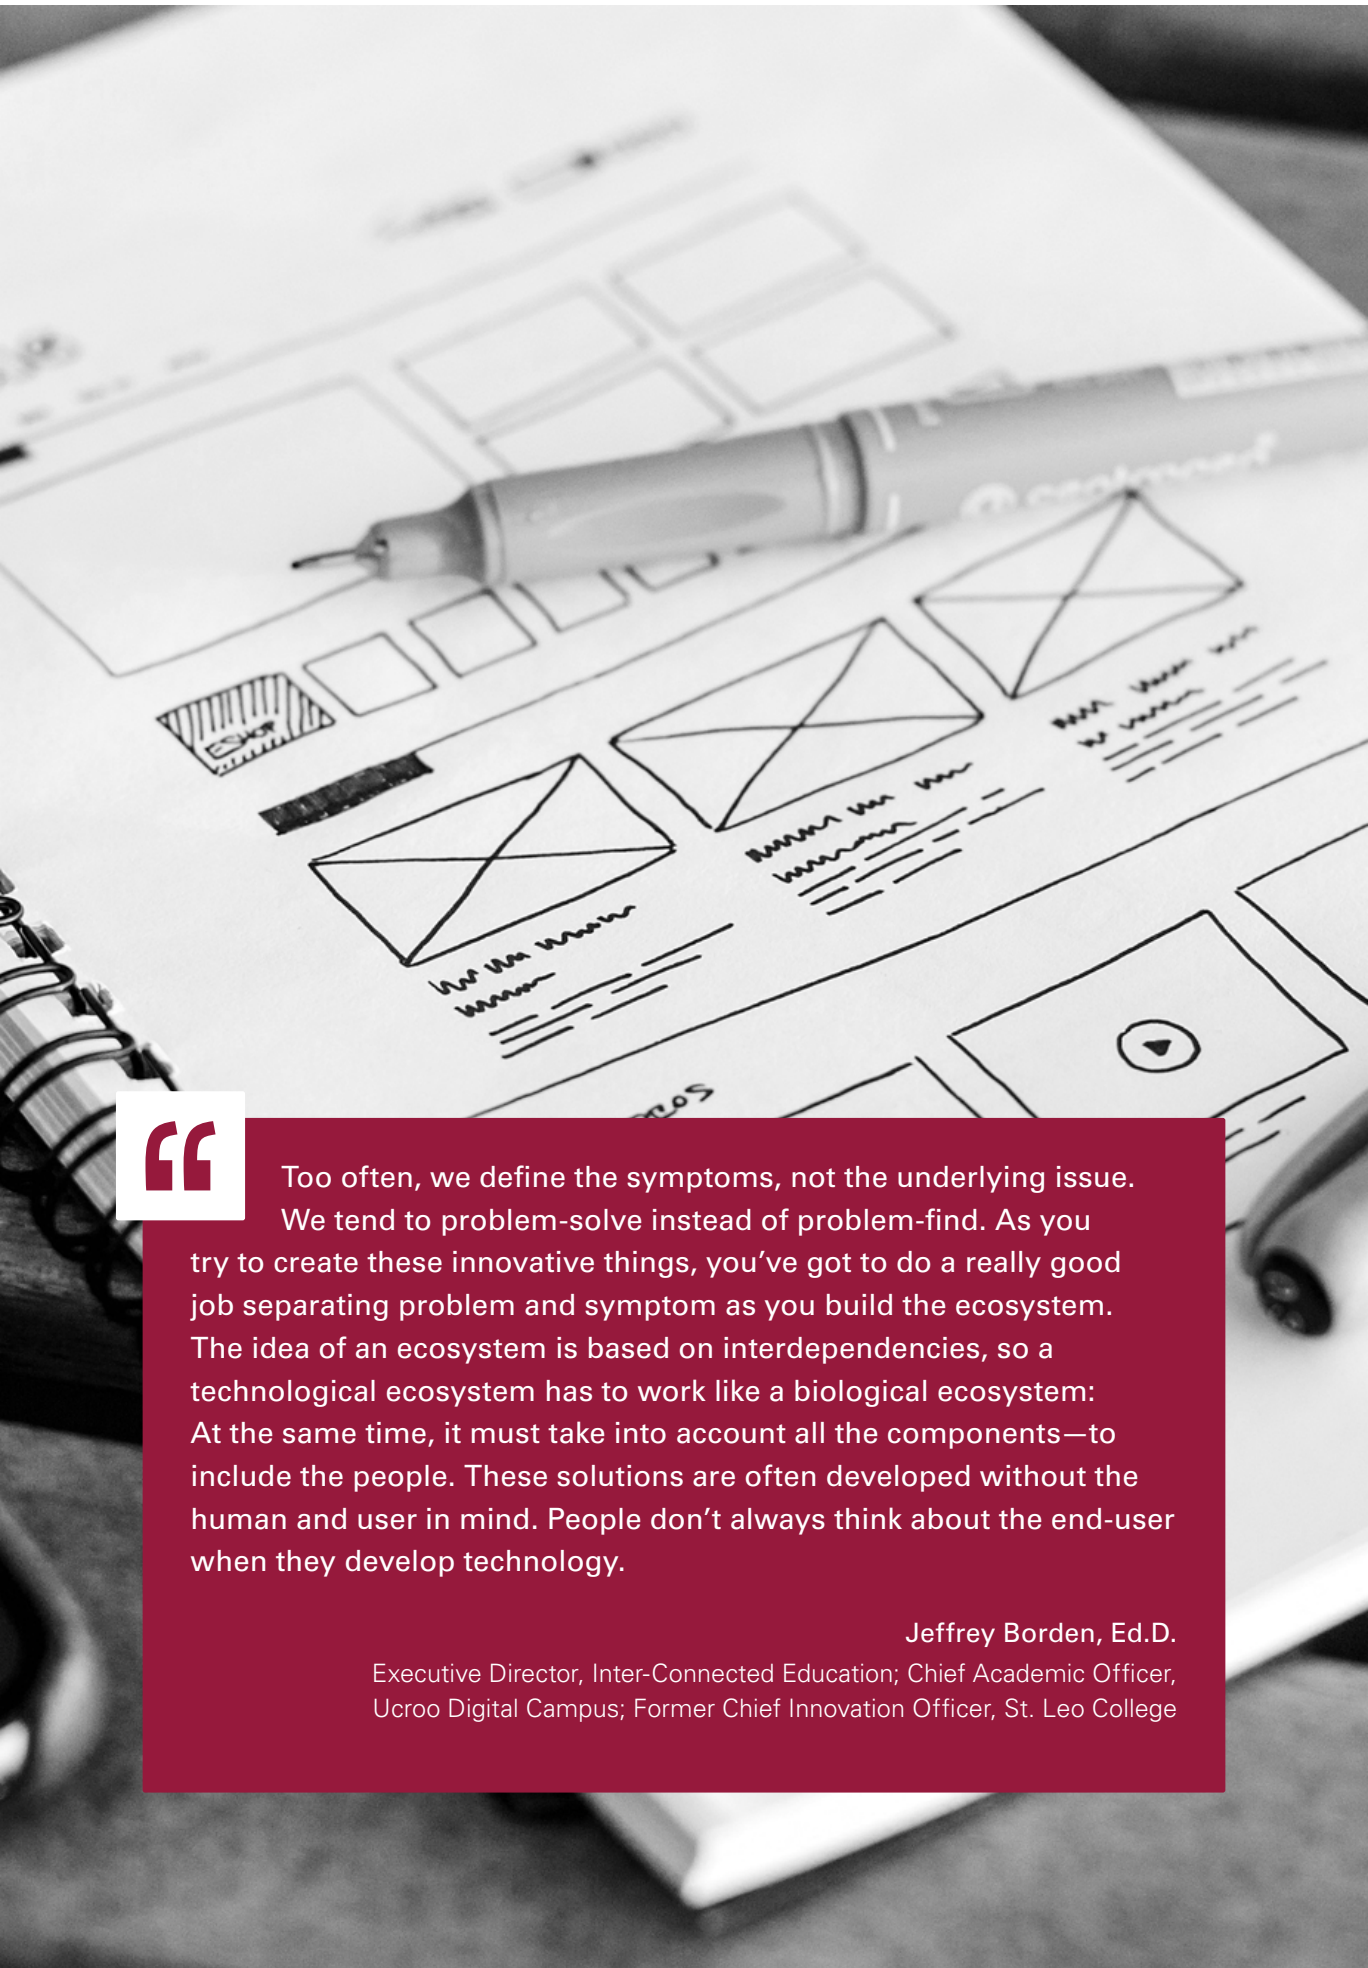 ESHOP
“
Too often, we define the symptoms, not the underlying issue.
We tend to problem-solve instead of problem-find. As you
try to create these innovative things, you’ve got to do a really good
job separating problem and symptom as you build the ecosystem.
The idea of an ecosystem is based on interdependencies, so a
technological ecosystem has to work like a biological ecosystem:
At the same time, it must take into account all the components—to
include the people. These solutions are often developed without the
human and user in mind. People don’t always think about the end-user
when they develop technology.
Jeffrey Borden, Ed.D.
Executive Director, Inter-Connected Education; Chief Academic Officer,
Ucroo Digital Campus; Former Chief Innovation Officer, St. Leo College